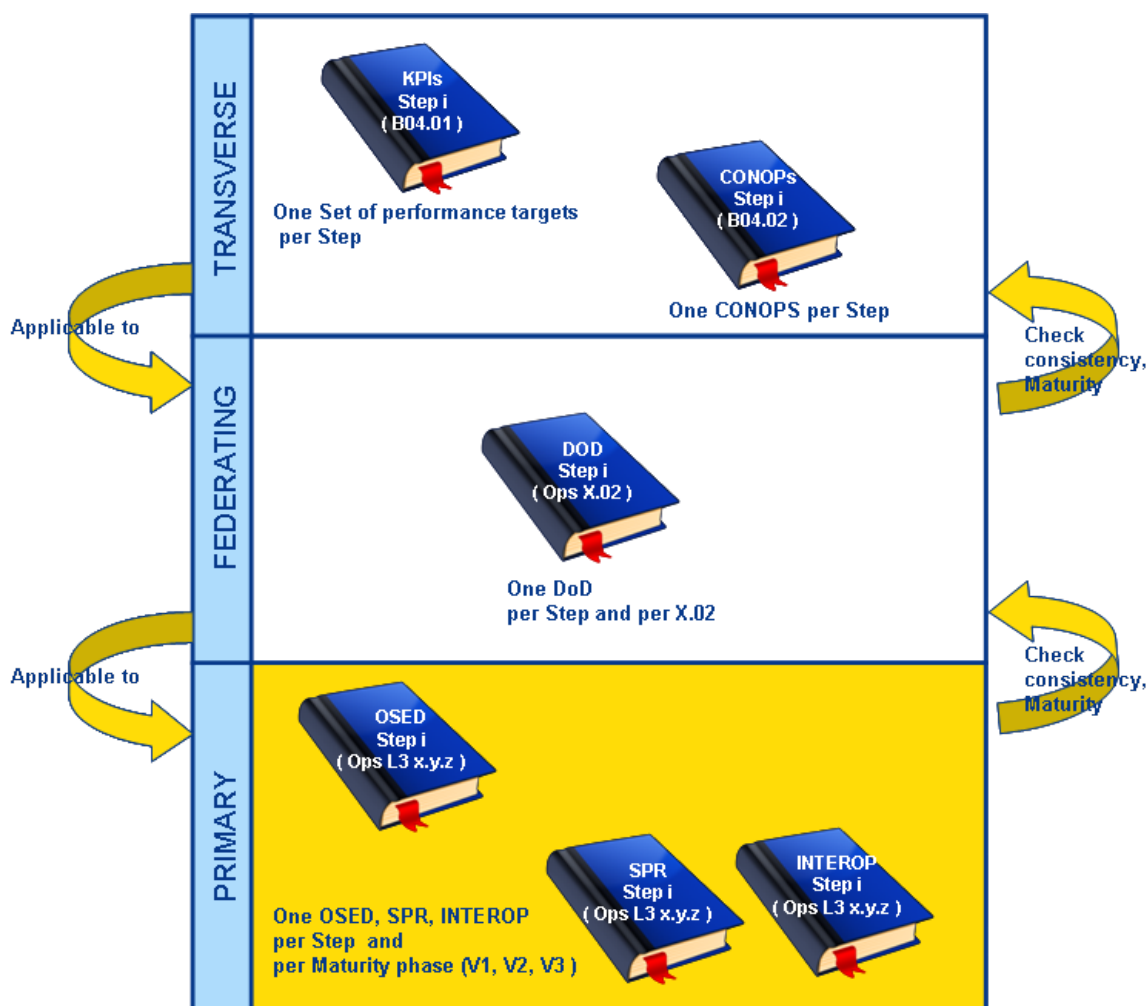 TRANSVERSE
KPIs
Step i
( B04.01 )
One Set of performance targets
per Step
CONOPs
Step i
( B04.02 )
One CONOPS per Step
Applicable to
Check
consistency,
Maturity
FEDERATING
DOD
Step i
( Ops X.02 )
One DoD
per Step and per X.02
Applicable to
Check
consistency,
Maturity
PRIMARY
OSED
Step i
( Ops L3 x.y.z )
SPR
Step i
( Ops L3 x.y.z )
INTEROP
Step i
( Ops L3 x.y.z )
One OSED, SPR, INTEROP
per Step and
per Maturity phase (V1, V2, V3 )